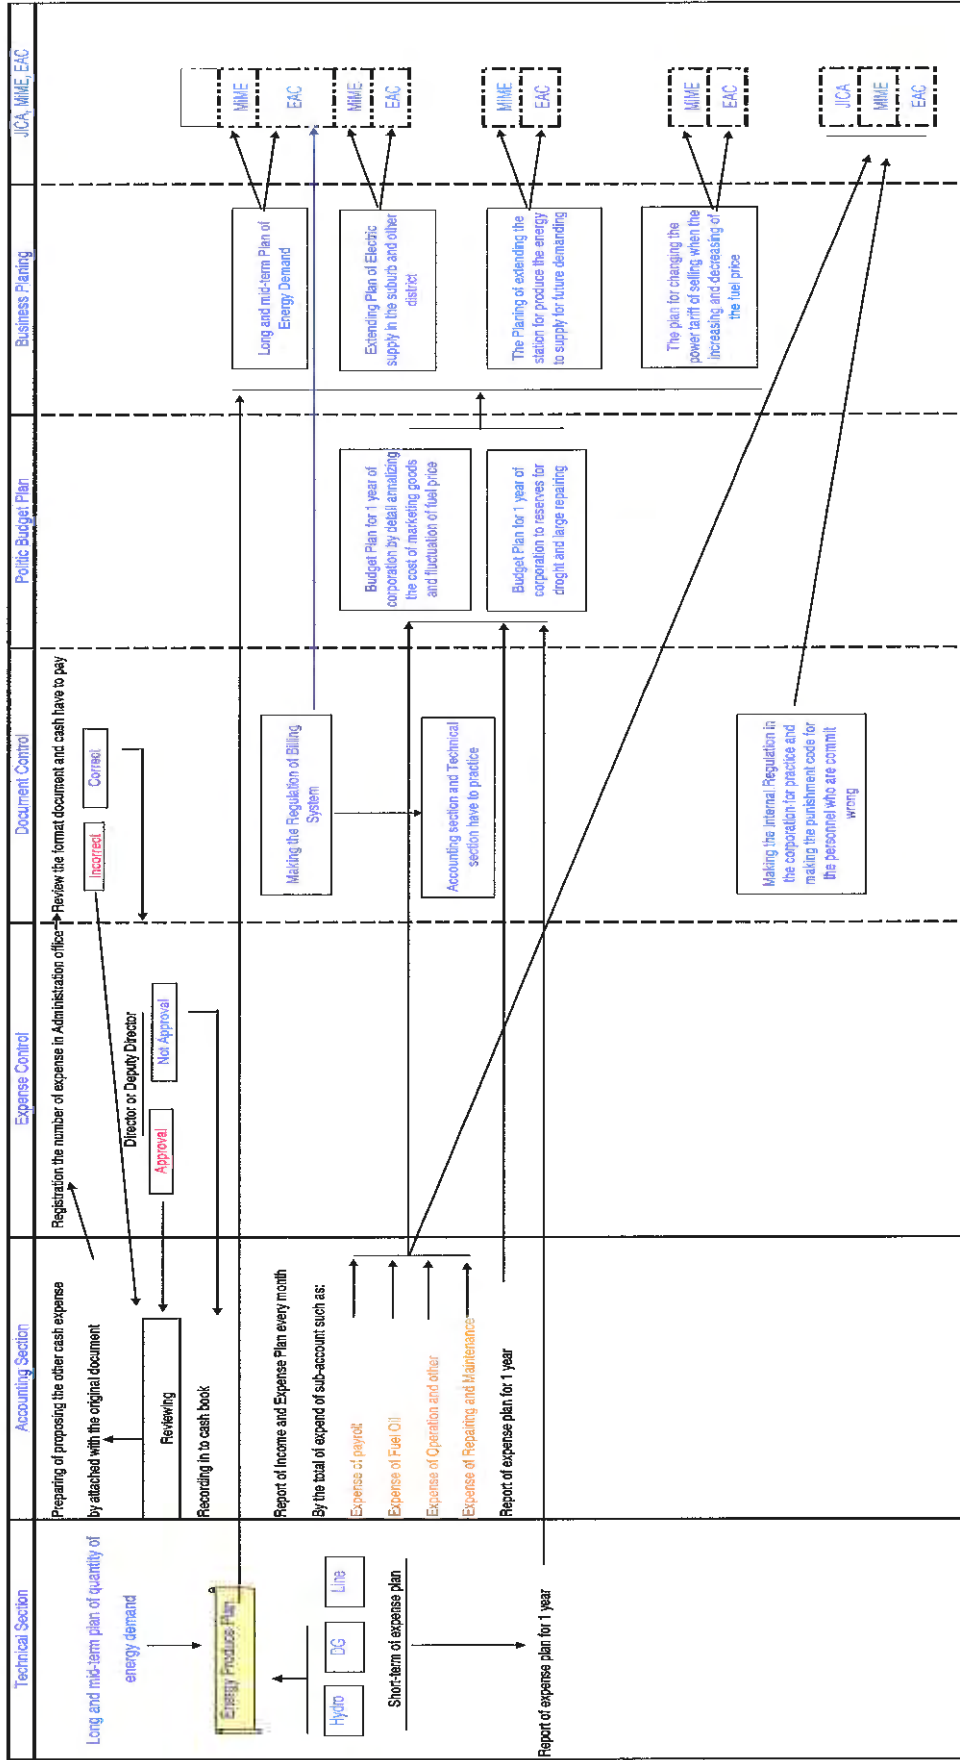 Technical Section
Accounting Section
Expense Control
Document Control
Politic Budget Plan
Business Planing
JICA, MIME, EAC
Long and mid-term plan of quantity of
energy demand
Energy Produce Plan
Hydro
DG
Line
Short-term of expense plan
Report of expense plan for 1 year
Preparing of proposing the other cash expense
by attached with the original document
Reviewing
Recording in to cash book
Report of Income and Expense Plan every month
By the total of expend of sub-account such as:
Expense of payroll
Expense of Fuel Oil
Expense of Operation and other
Expense of Repairing and Maintenance
Report of expense plan for 1 year
Registration the number of expense in Administration office
Director or Deputy Director
Approval
Not Approval
Review the format document and cash have to pay
Incorrect
Correct
Making the Regulation of Billing
System
Accounting section and Technical
section have to practice
Making the Internal Regulation in
the corporation for practice and
making the punishment code for
the personnel who are commit
wrong
Budget Plan for 1 year of
corporation by detail annalizing
the cost of marketing goods
and fluctuation of fuel price
Budget Plan for 1 year of
corporation to reserves for
droght and large repairing
Long and mid-term Plan of
Energy Demand
Extending Plan of Electric
supply in the suburb and other
district
The Planing of extending the
station for produce the energy
to supply for future demanding
The plan for changing the
power tariff of selling when the
increasing and decreasing of
the fuel price
MIME
EAC
MIME
EAC
MIME
EAC
MIME
EAC
JICA
MIME
EAC